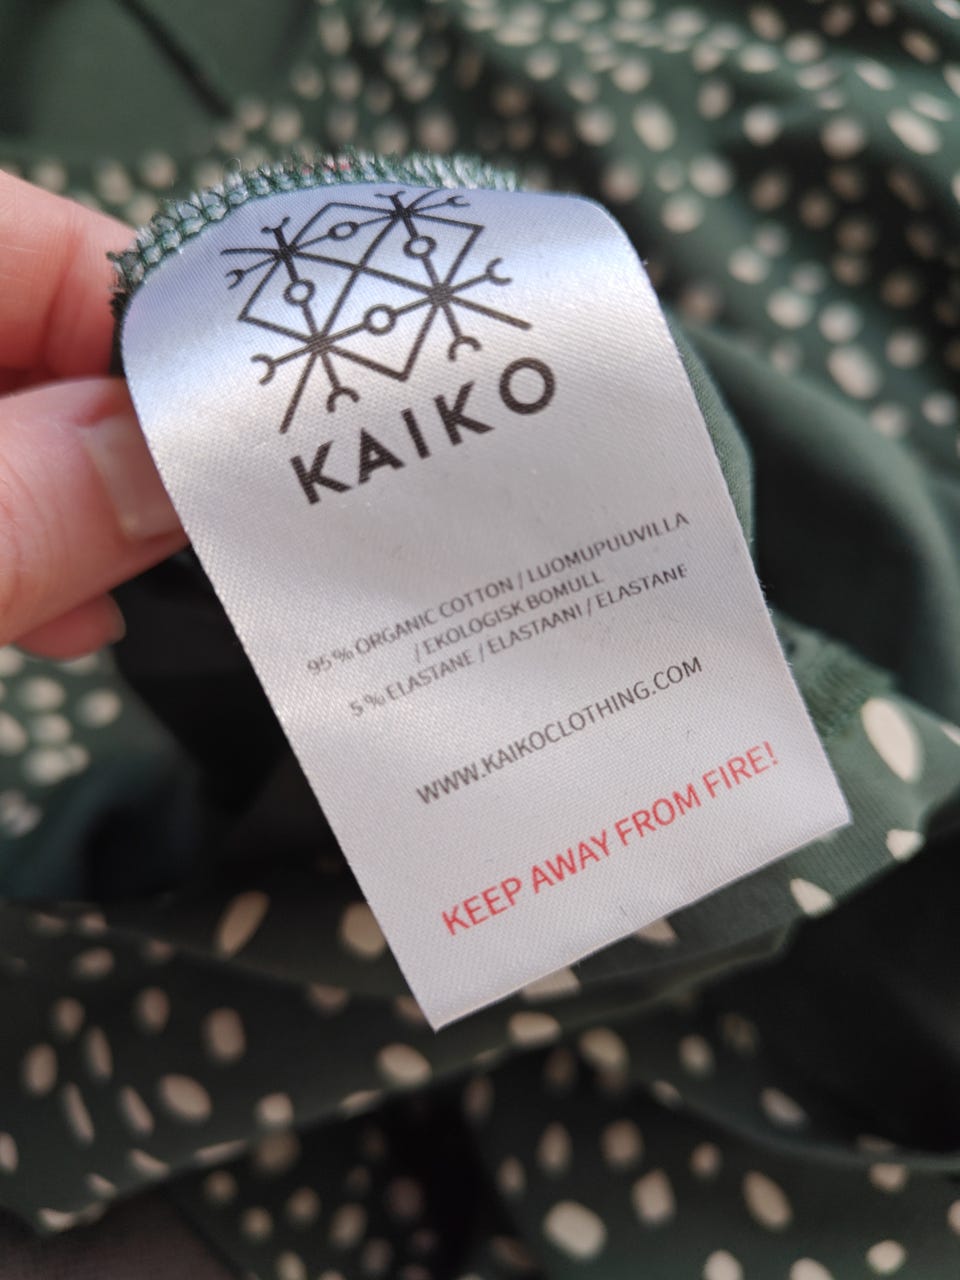 KAIKO
95% ORGANIC COTTON / LUOMUPUUVILLA
/ EKOLOGISK BOMULL
5% ELASTANE / ELASTAANI / ELASTANE
WWW.KAIKOCLOTHING.COM
KEEP AWAY FROM FIRE!